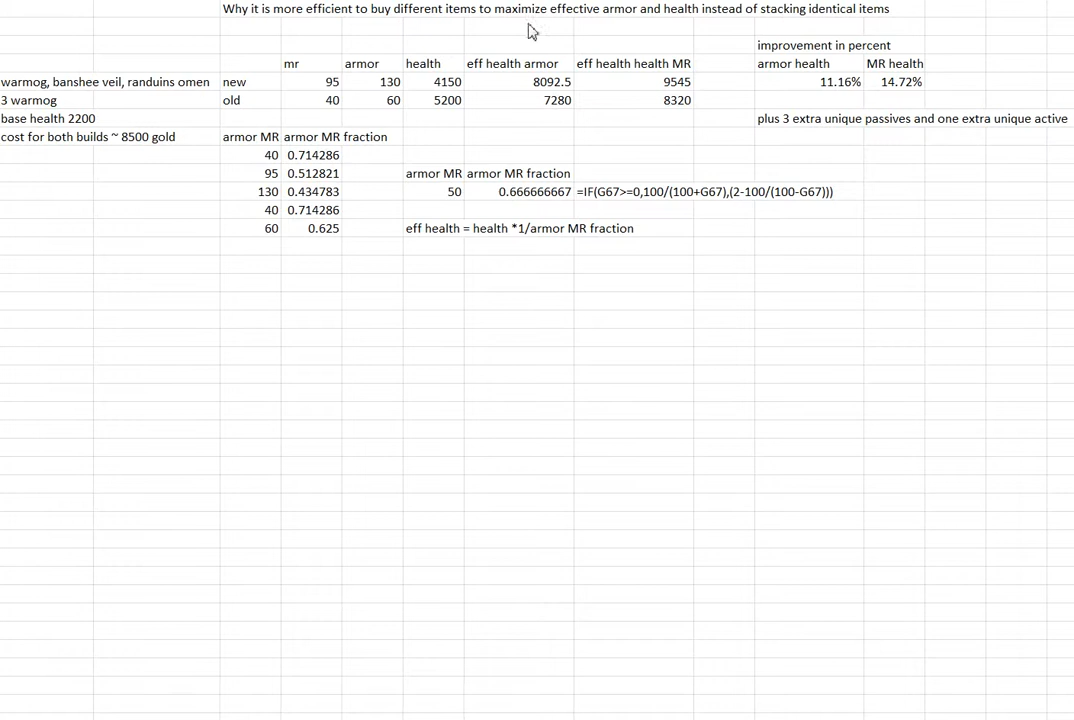 Why it is more efficient to buy different items to maximize effective armor and health instead of stacking identical items
improvement in percent
mr armor health eff health armor eff health health MR armor health MR health
warmog, banshee veil, randuins omen new 95 130 4150 8092.5 9545 11.16% 14.72%
3 warmog old 40 60 5200 7280 8320
base health 2200 plus 3 extra unique passives and one extra unique active
cost for both builds ~ 8500 gold armor MR armor MR fraction
40 0.714286
95 0.512821 armor MR armor MR fraction
130 0.434783 50 0.666666667 =IF(G67>=0,100/(100+G67),(2-100/(100-G67)))
40 0.714286
60 0.625 eff health = health *1/armor MR fraction